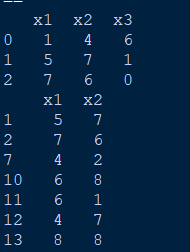 x1 x2 x3
0 1 4 6
1 5 7 1
2 7 6 0
x1 x2
1 5 7
2 7 6
7 4 2
10 6 8
11 6 1
12 4 7
13 8 8